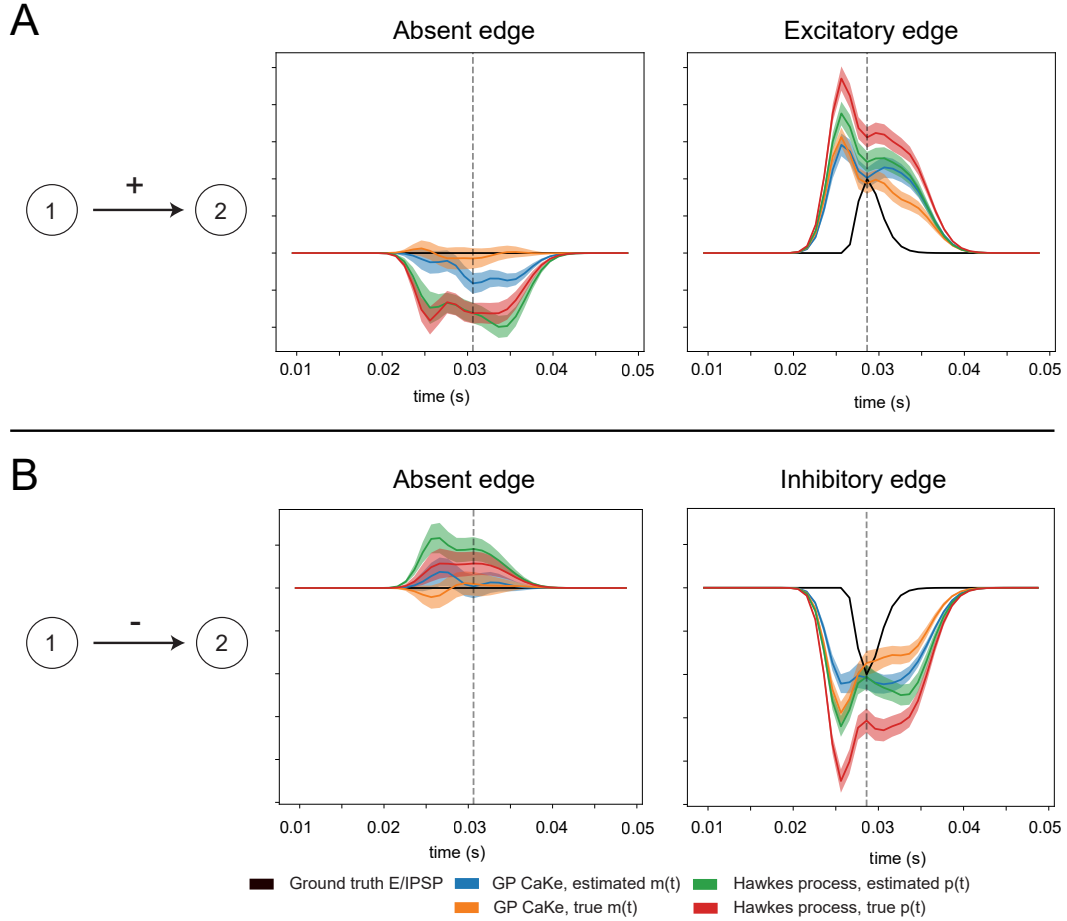 A
Absent edge
Excitatory edge
1
+
2
0.01 0.02 0.03 0.04 0.05
time (s)
0.01 0.02 0.03 0.04 0.05
time (s)
B
Absent edge
Inhibitory edge
1
-
2
0.01 0.02 0.03 0.04 0.05
time (s)
0.01 0.02 0.03 0.04 0.05
time (s)
Ground truth E/IPSP
GP CaKe, estimated m(t)
Hawkes process, estimated p(t)
GP CaKe, true m(t)
Hawkes process, true p(t)